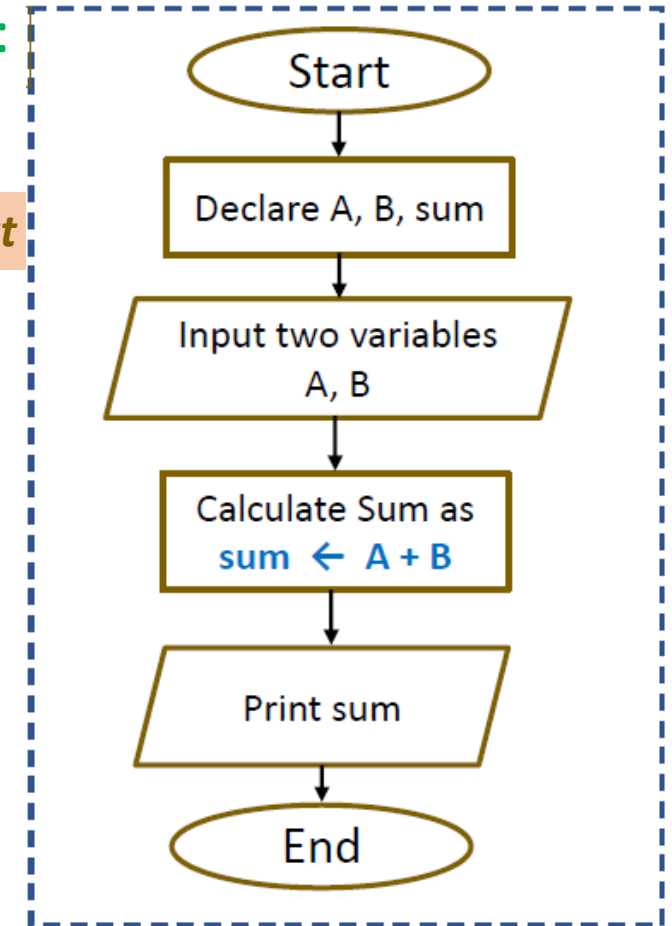 Start
Declare A, B, sum
Input two variables
A, B
Calculate Sum as
sum ← A + B
Print sum
End